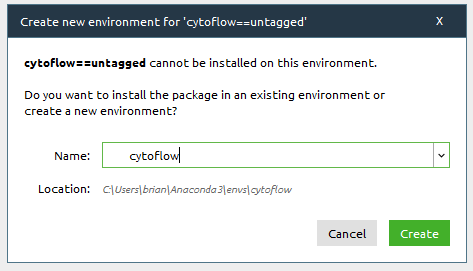 Create new environment for 'cytoflow==untagged'
X
cytoflow==untagged cannot be installed on this environment.
Do you want to install the package in an existing environment or
create a new environment?
Name:
cytoflow
Location:
C:\Users\brian\Anaconda3\envs\cytoflow
Cancel
Create